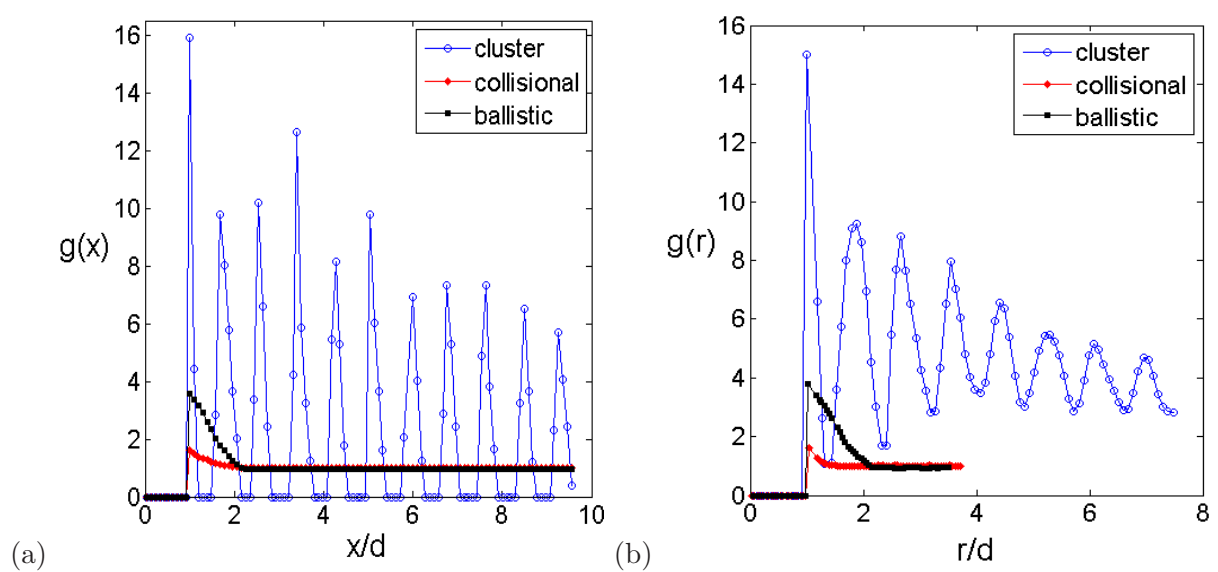 16
14
12
10
8
6
4
2
0
g(x)
cluster
collisional
ballistic
0 2 4 6 8 10
x/d
(a)
16
14
12
10
8
6
4
2
0
g(r)
cluster
collisional
ballistic
0 2 4 6 8
r/d
(b)